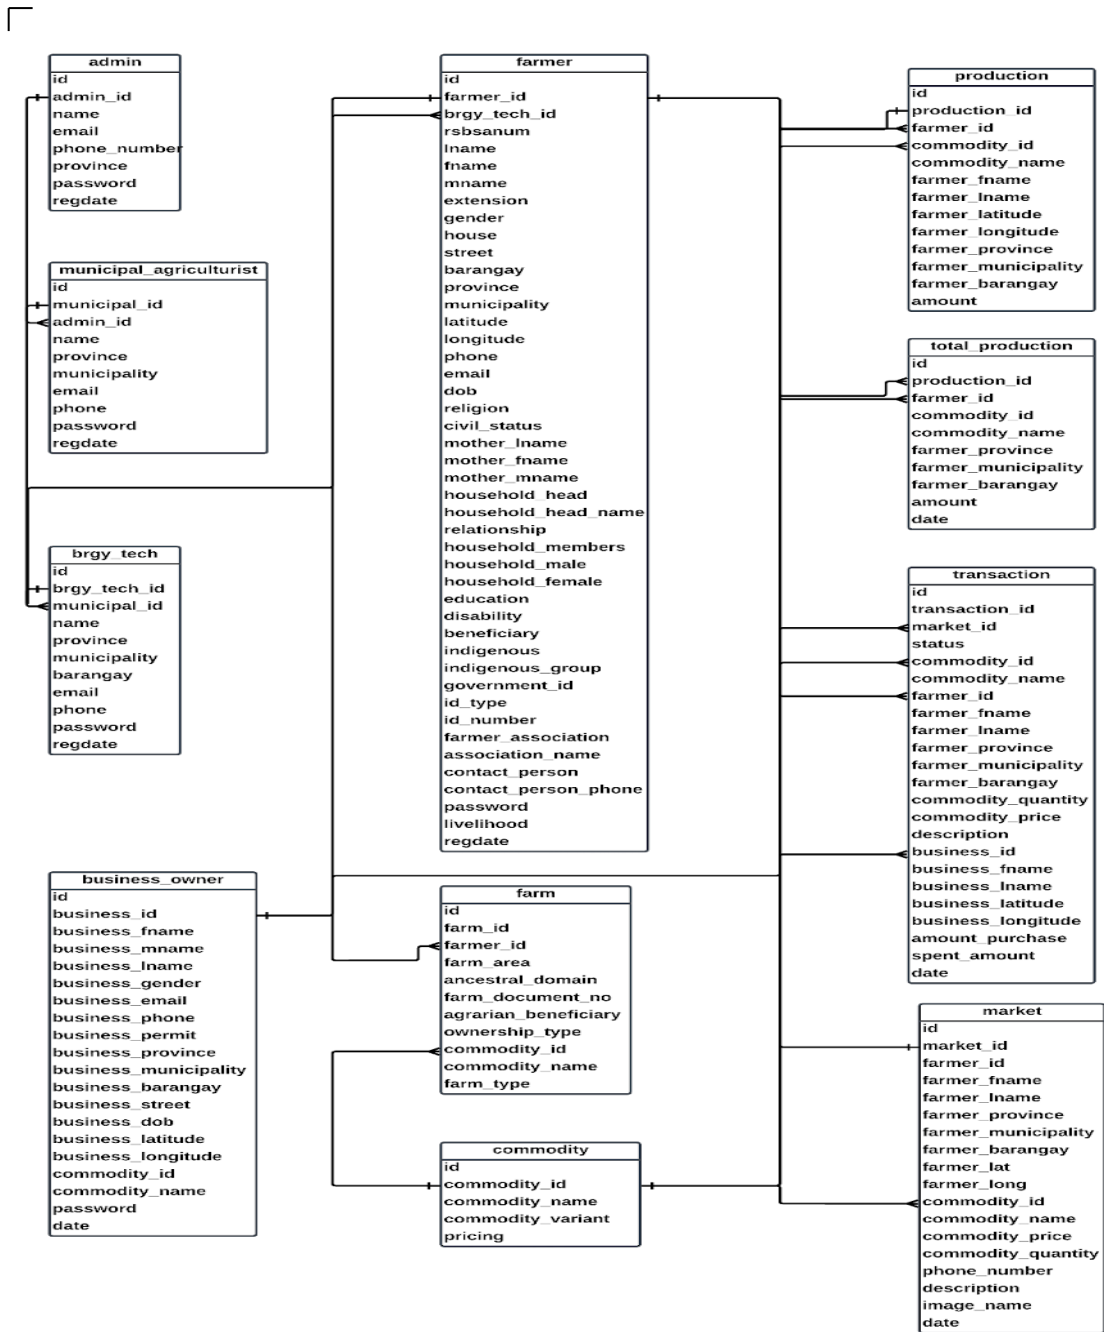 admin
id
admin_id
name
email
phone_number
province
password
regdate
municipal_agriculturist
id
municipal_id
admin_id
name
province
municipality
email
phone
password
regdate
brgy_tech
id
brgy_tech_id
municipal_id
name
province
municipality
barangay
email
phone
password
regdate
business_owner
id
business_id
business_fname
business_mname
business_lname
business_gender
business_email
business_phone
business_permit
business_province
business_municipality
business_barangay
business_street
business_dob
business_latitude
business_longitude
commodity_id
commodity_name
password
date
farmer
id
farmer_id
brgy_tech_id
rsbsanum
lname
fname
mname
extension
gender
house
street
barangay
province
municipality
latitude
longitude
phone
email
dob
religion
civil_status
mother_lname
mother_fname
mother_mname
household_head
household_head_name
relationship
household_members
household_male
household_female
education
disability
beneficiary
indigenous
indigenous_group
government_id
id_type
id_number
farmer_association
association_name
contact_person
contact_person_phone
password
livelihood
regdate
farm
id
farm_id
farmer_id
farm_area
ancestral_domain
farm_document_no
agrarian_beneficiary
ownership_type
commodity_id
commodity_name
farm_type
commodity
id
commodity_id
commodity_name
commodity_variant
pricing
production
id
production_id
farmer_id
commodity_id
commodity_name
farmer_fname
farmer_lname
farmer_latitude
farmer_longitude
farmer_province
farmer_municipality
farmer_barangay
amount
total_production
id
production_id
farmer_id
commodity_id
commodity_name
farmer_province
farmer_municipality
farmer_barangay
amount
date
transaction
id
transaction_id
market_id
status
commodity_id
commodity_name
farmer_id
farmer_fname
farmer_lname
farmer_province
farmer_municipality
farmer_barangay
commodity_quantity
commodity_price
description
business_id
business_fname
business_lname
business_latitude
business_longitude
amount_purchase
spent_amount
date
market
id
market_id
farmer_id
farmer_fname
farmer_lname
farmer_province
farmer_municipality
farmer_barangay
farmer_lat
farmer_long
commodity_id
commodity_name
commodity_price
commodity_quantity
phone_number
description
image_name
date